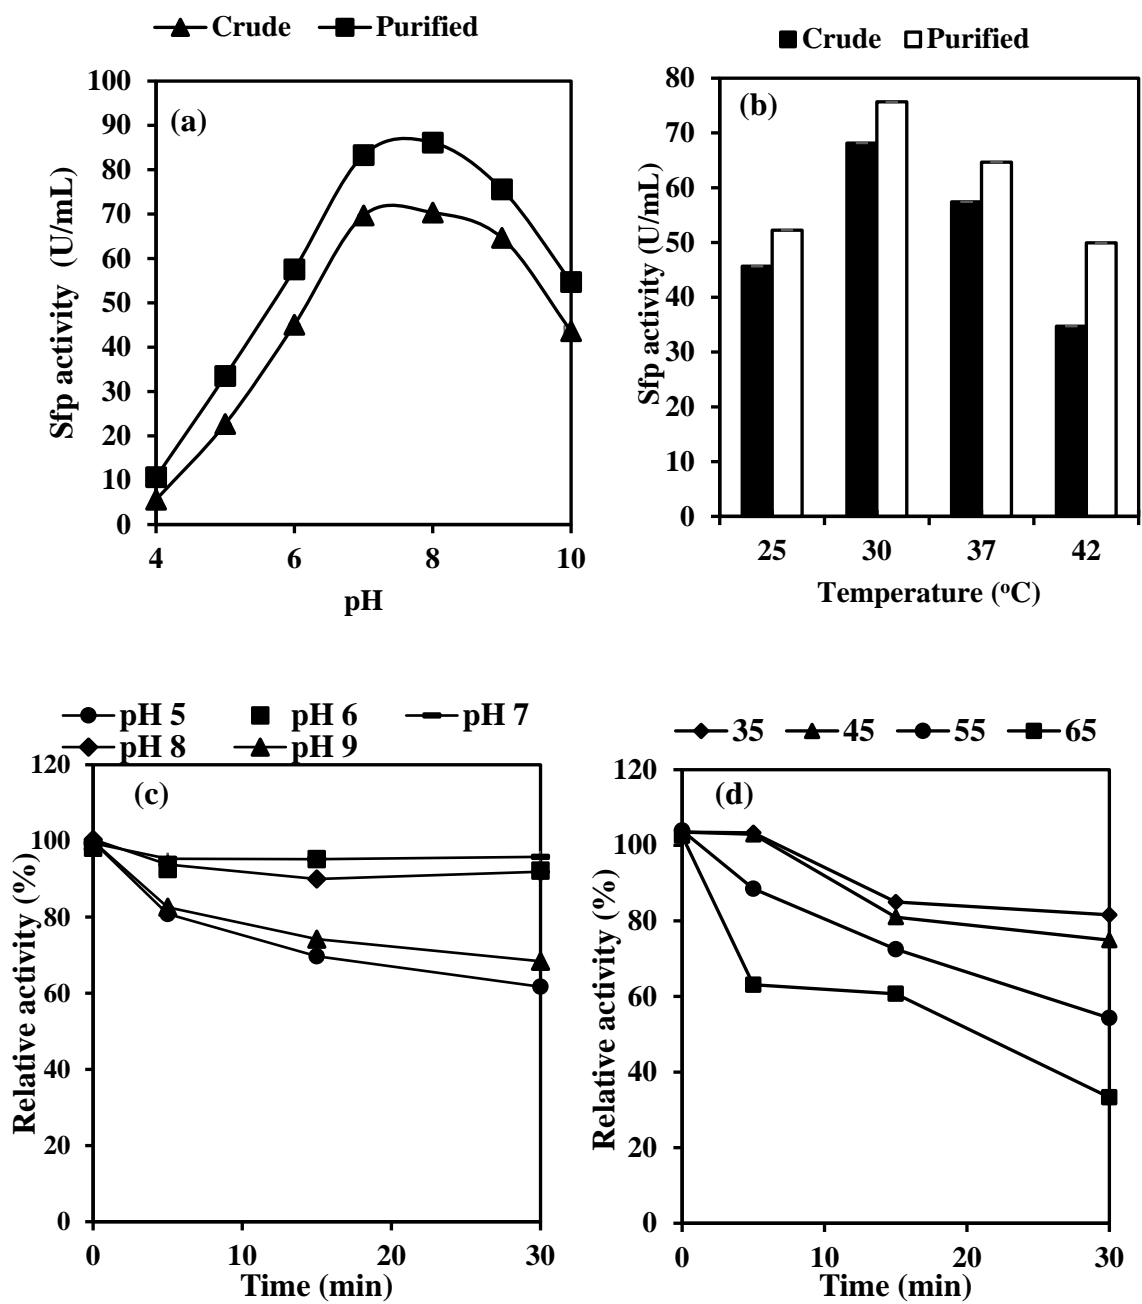 Crude Purified
100
90
80
70
60
50
40
30
20
10
0
(a)
Sfp activity (U/mL)
4 6 8 10
pH
Crude Purified
80
70
60
50
40
30
20
10
0
(b)
Sfp activity (U/mL)
25 30 37 42
Temperature (oC)
pH 5 pH 6 pH 7
pH 8 pH 9
120
100
80
60
40
20
0
(c)
Relative activity (%)
0 10 20 30
Time (min)
35 45 55 65
120
100
80
60
40
20
0
(d)
Relative activity (%)
0 10 20 30
Time (min)